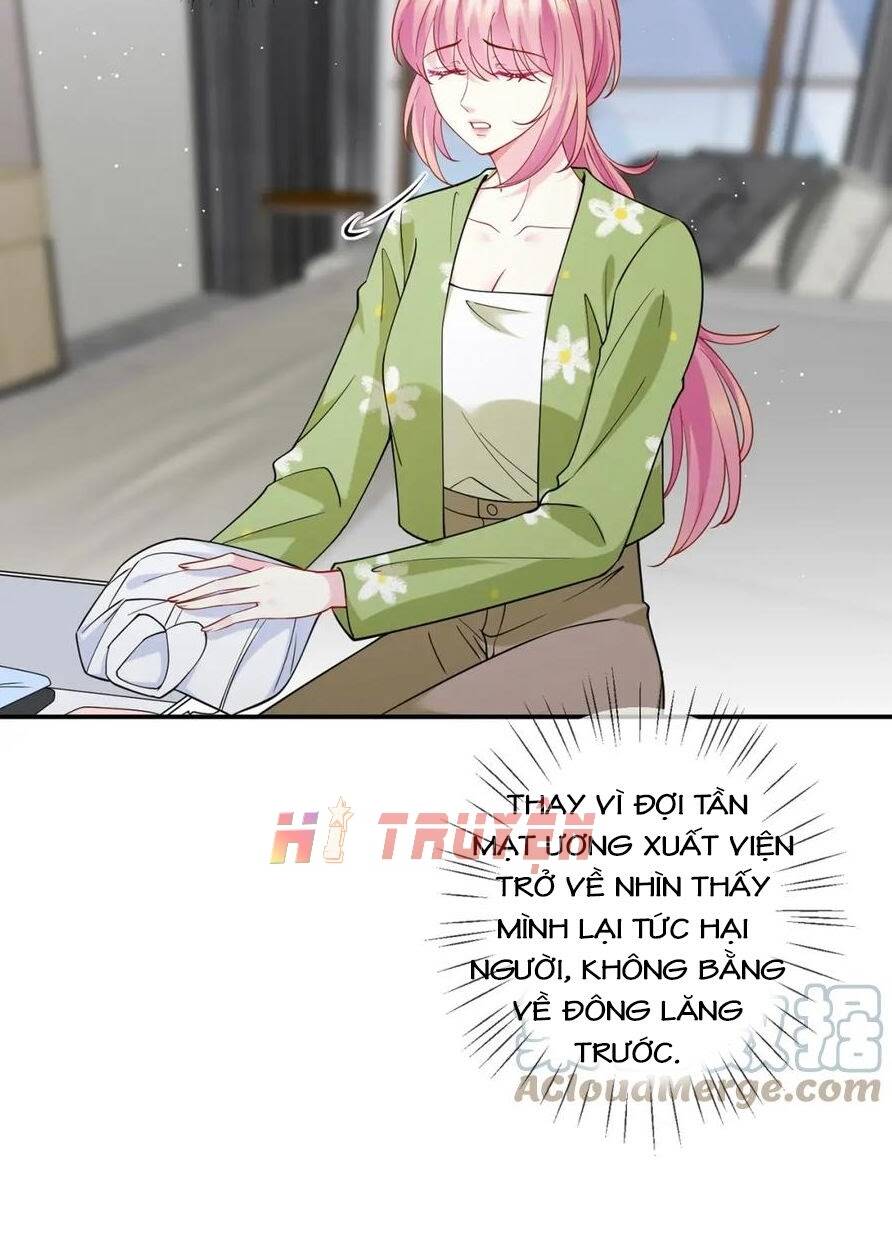 THAY VÌ ĐỢI TẦN
MẠT ƯƠNG XUẤT VIỆN
TRỞ VỀ NHÌN THẤY
MÌNH LẠI TỨC HẠI
NGƯỜI, KHÔNG BẰNG
VỀ ĐÔNG LĂNG
TRƯỚC.
HI TRUYỆN
Acloudmerge.com